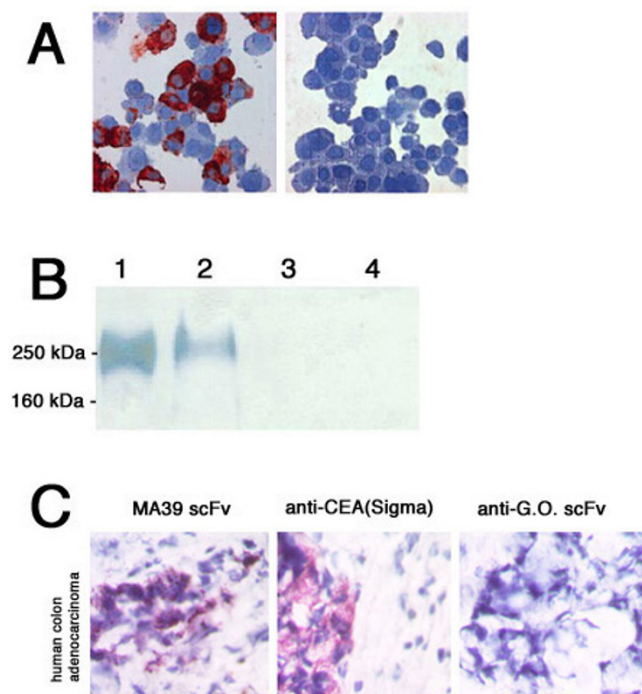 A
B
1 2 3 4
250 kDa -
160 kDa -
C
MA39 scFv anti-CEA(Sigma) anti-G.O. scFv
human colon
adenocarcinoma